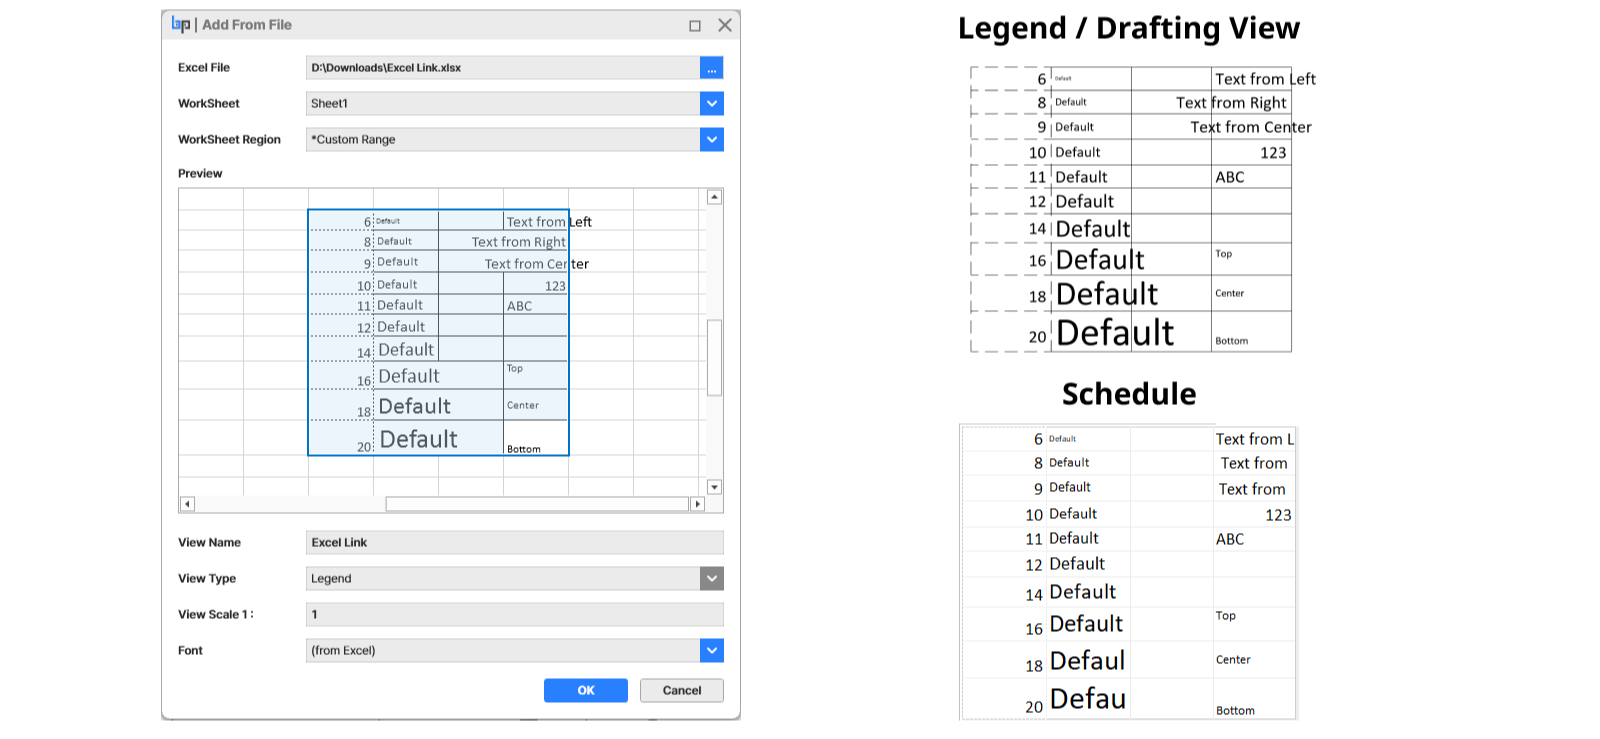 bap | Add From File
Excel File D:\Downloads\Excel Link.xlsx ...
WorkSheet Sheet1
WorkSheet Region *Custom Range
Preview
6 Default Text from Left
8 Default Text from Right
9 Default Text from Center
10 Default 123
11 Default ABC
12 Default
14 Default
16 Default Top
18 Default Center
20 Default Bottom
View Name Excel Link
View Type Legend
View Scale 1 : 1
Font (from Excel)
OK Cancel
Legend / Drafting View
6 Default Text from Left
8 Default Text from Right
9 Default Text from Center
10 Default 123
11 Default ABC
12 Default
14 Default
16 Default Top
18 Default Center
20 Default Bottom
Schedule
6 Default Text from L
8 Default Text from
9 Default Text from
10 Default 123
11 Default ABC
12 Default
14 Default
16 Default Top
18 Defaul Center
20 Defau Bottom